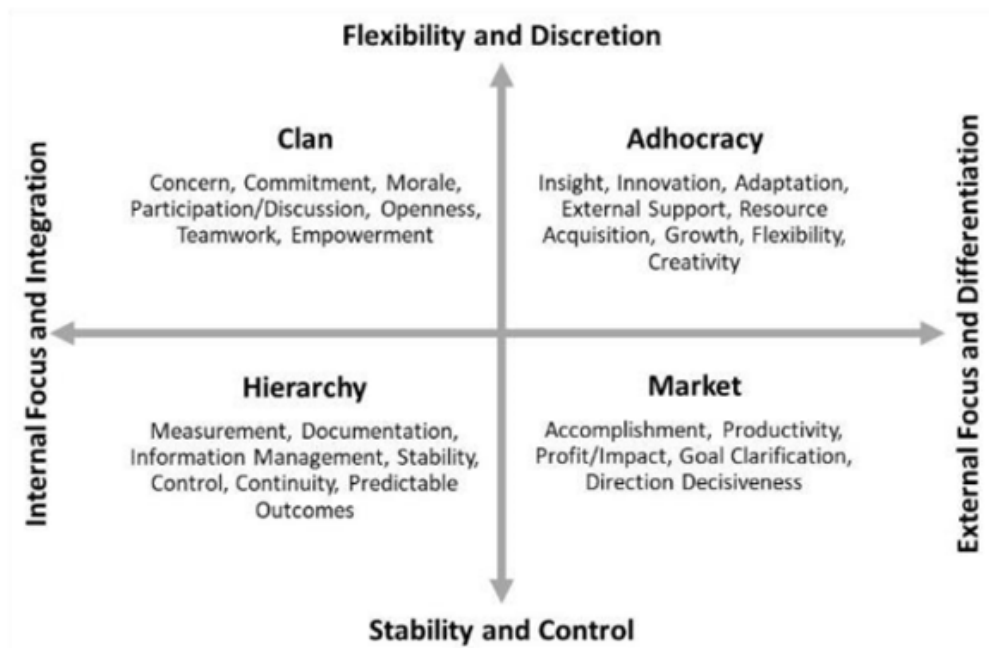 Flexibility and Discretion
Clan
Concern, Commitment, Morale,
Participation/Discussion, Openness,
Teamwork, Empowerment
Adhocracy
Insight, Innovation, Adaptation,
External Support, Resource
Acquisition, Growth, Flexibility,
Creativity
Internal Focus and Integration
External Focus and Differentiation
Hierarchy
Measurement, Documentation,
Information Management, Stability,
Control, Continuity, Predictable
Outcomes
Market
Accomplishment, Productivity,
Profit/Impact, Goal Clarification,
Direction Decisiveness
Stability and Control